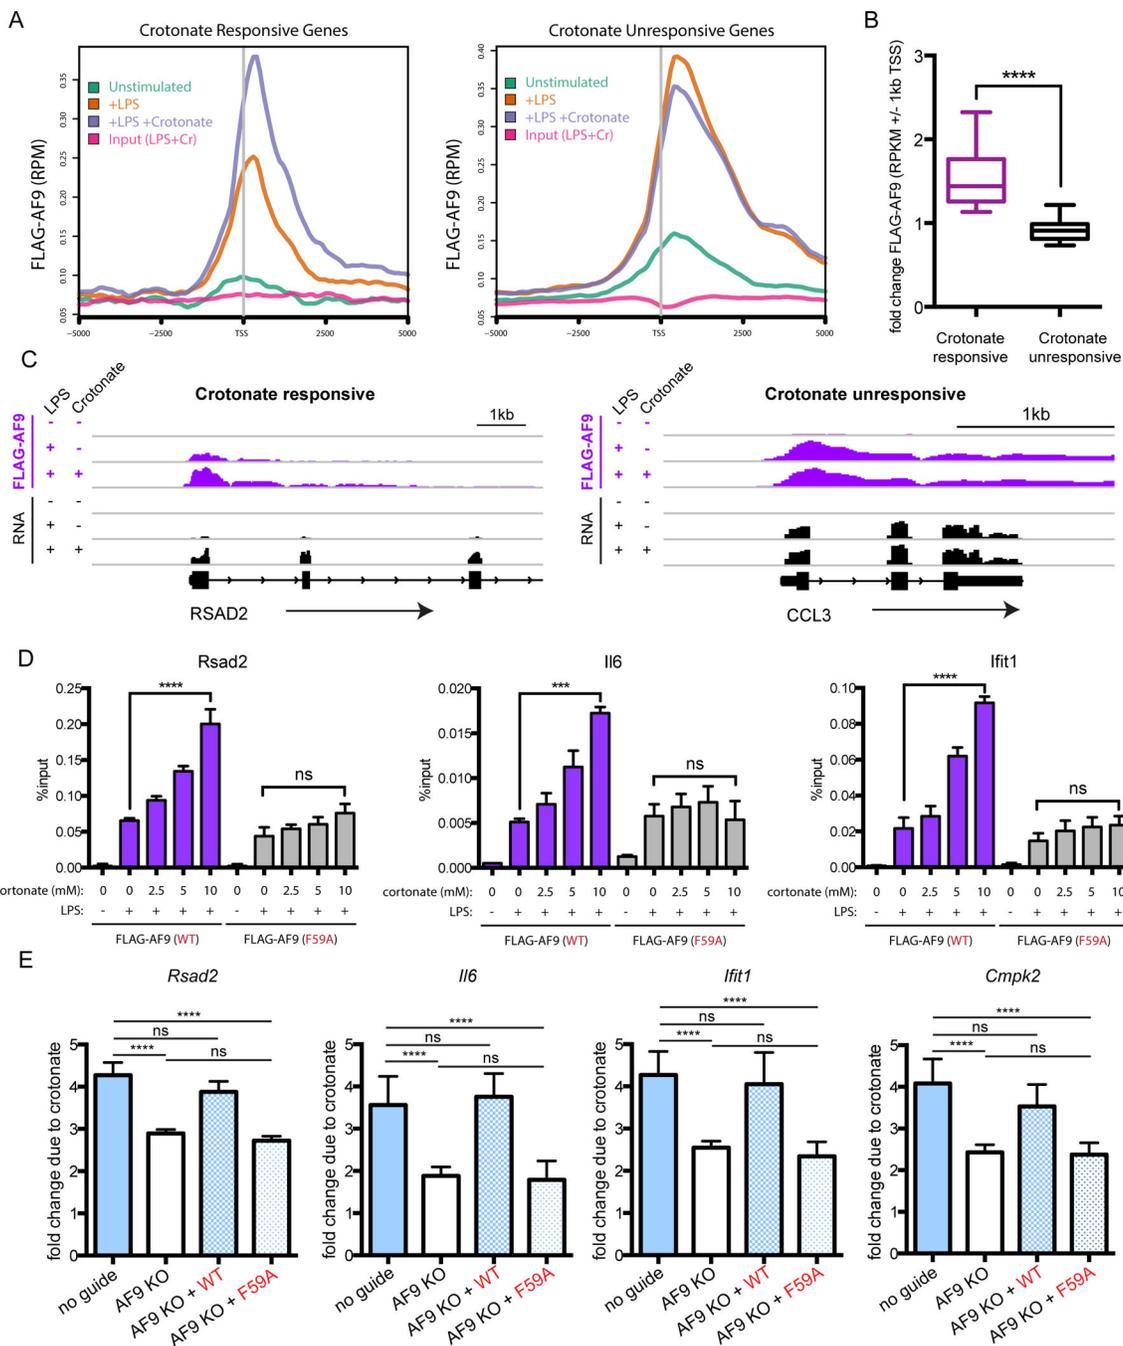 A
Crotonate Responsive Genes
FLAG-AF9 (RPM)
0.05
0.10
0.15
0.20
0.25
0.30
0.35
Unstimulated
+LPS
+LPS +Crotonate
Input (LPS+Cr)
−5000
−2500
TSS
2500
5000
Crotonate Unresponsive Genes
FLAG-AF9 (RPM)
0.05
0.10
0.15
0.20
0.25
0.30
0.35
0.40
Unstimulated
+LPS
+LPS +Crotonate
Input (LPS+Cr)
−5000
−2500
TSS
2500
5000
B
fold change FLAG-AF9 (RPKM +/- 1kb TSS)
3
2
1
0
****
Crotonate responsive
Crotonate unresponsive
C
LPS
Crotonate
Crotonate responsive
1kb
FLAG-AF9
- -
+ -
+ +
RNA
- -
+ -
+ +
RSAD2
LPS
Crotonate
Crotonate unresponsive
1kb
FLAG-AF9
- -
+ -
+ +
RNA
- -
+ -
+ +
CCL3
D
Rsad2
%input
0.25
0.20
0.15
0.10
0.05
0.00
****
ns
cortonate (mM): 0 0 2.5 5 10 0 0 2.5 5 10
LPS: - + + + + - + + + +
FLAG-AF9 (WT) FLAG-AF9 (F59A)
Il6
%input
0.020
0.015
0.010
0.005
0.000
***
ns
cortonate (mM): 0 0 2.5 5 10 0 0 2.5 5 10
LPS: - + + + + - + + + +
FLAG-AF9 (WT) FLAG-AF9 (F59A)
Ifit1
%input
0.10
0.08
0.06
0.04
0.02
0.00
****
ns
cortonate (mM): 0 0 2.5 5 10 0 0 2.5 5 10
LPS: - + + + + - + + + +
FLAG-AF9 (WT) FLAG-AF9 (F59A)
E
Rsad2
fold change due to crotonate
5
4
3
2
1
0
****
ns
**** ns
no guide
AF9 KO
AF9 KO + WT
AF9 KO + F59A
Il6
fold change due to crotonate
5
4
3
2
1
0
****
ns
**** ns
no guide
AF9 KO
AF9 KO + WT
AF9 KO + F59A
Ifit1
fold change due to crotonate
5
4
3
2
1
0
****
ns
**** ns
no guide
AF9 KO
AF9 KO + WT
AF9 KO + F59A
Cmpk2
fold change due to crotonate
5
4
3
2
1
0
****
ns
**** ns
no guide
AF9 KO
AF9 KO + WT
AF9 KO + F59A